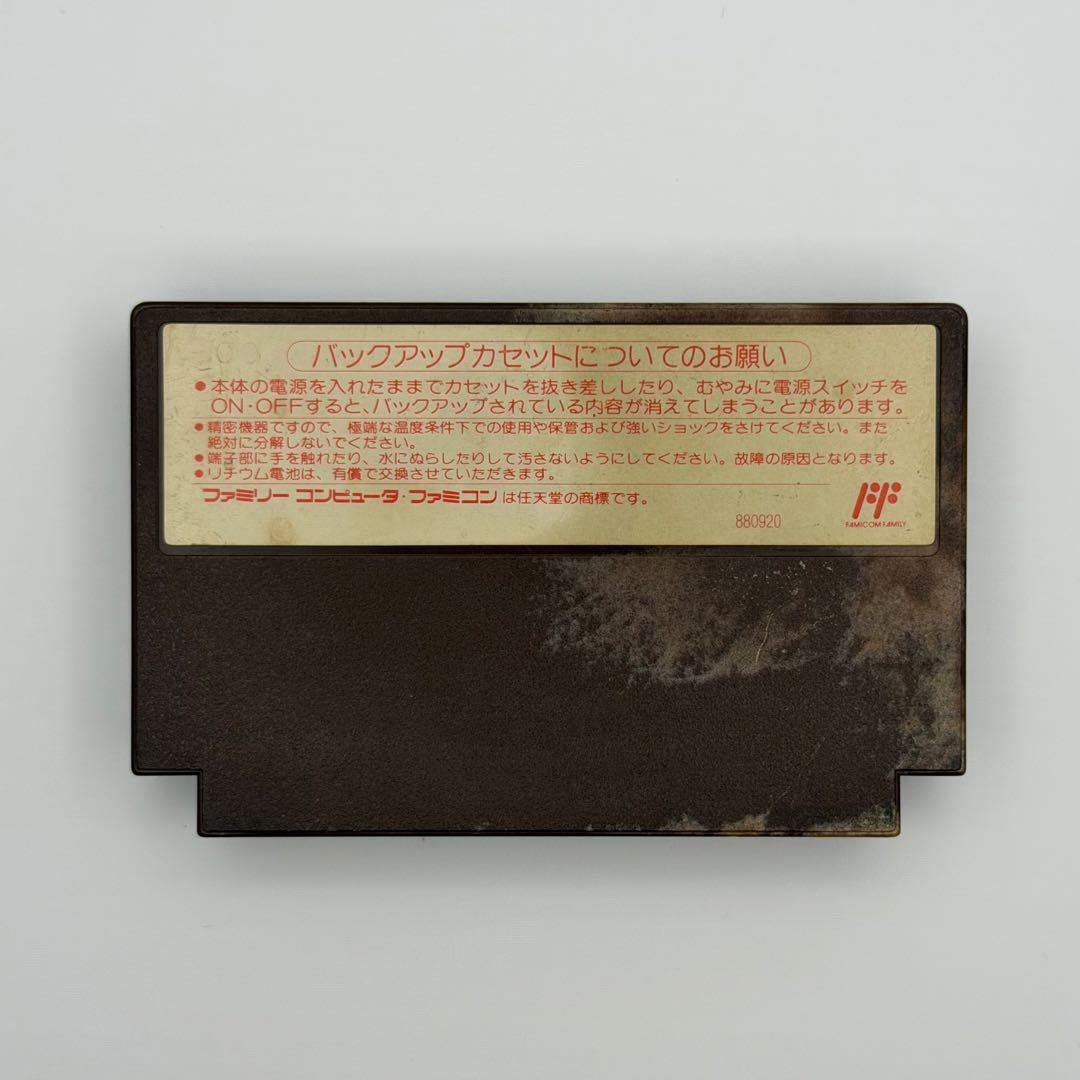 バックアップカセットについてのお願い
●本体の電源を入れたままでカセットを抜き差ししたり、むやみに電源スイッチを
ON・OFFすると、バックアップされている内容が消えてしまうことがあります。
●精密機器ですので、極端な温度条件下での使用や保管および強いショックをさけてください。また
絶対に分解しないでください。
●端子部に手を触れたり、水にぬらしたりして汚さないようにしてください。故障の原因となります。
●リチウム電池は、有償で交換させていただきます。
ファミリーコンピュータ・ファミコンは任天堂の商標です。
880920
FAMICOM FAMILY